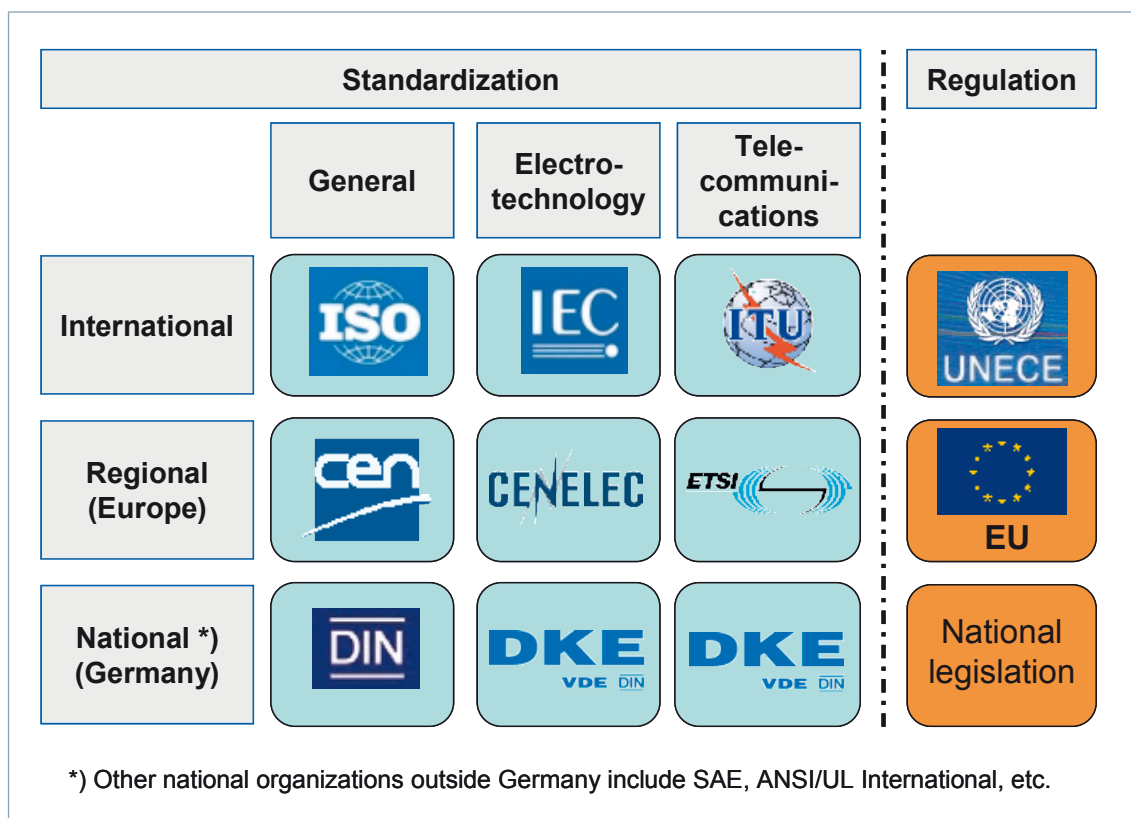 Standardization
Regulation
General
Electro-
technology
Tele-
communi-
cations
International
ISO
IEC
ITU
UNECE
Regional
(Europe)
cen
CENELEC
ETSI
EU
National *)
(Germany)
DIN
DKE
VDE DIN
DKE
VDE DIN
National
legislation
*) Other national organizations outside Germany include SAE, ANSI/UL International, etc.